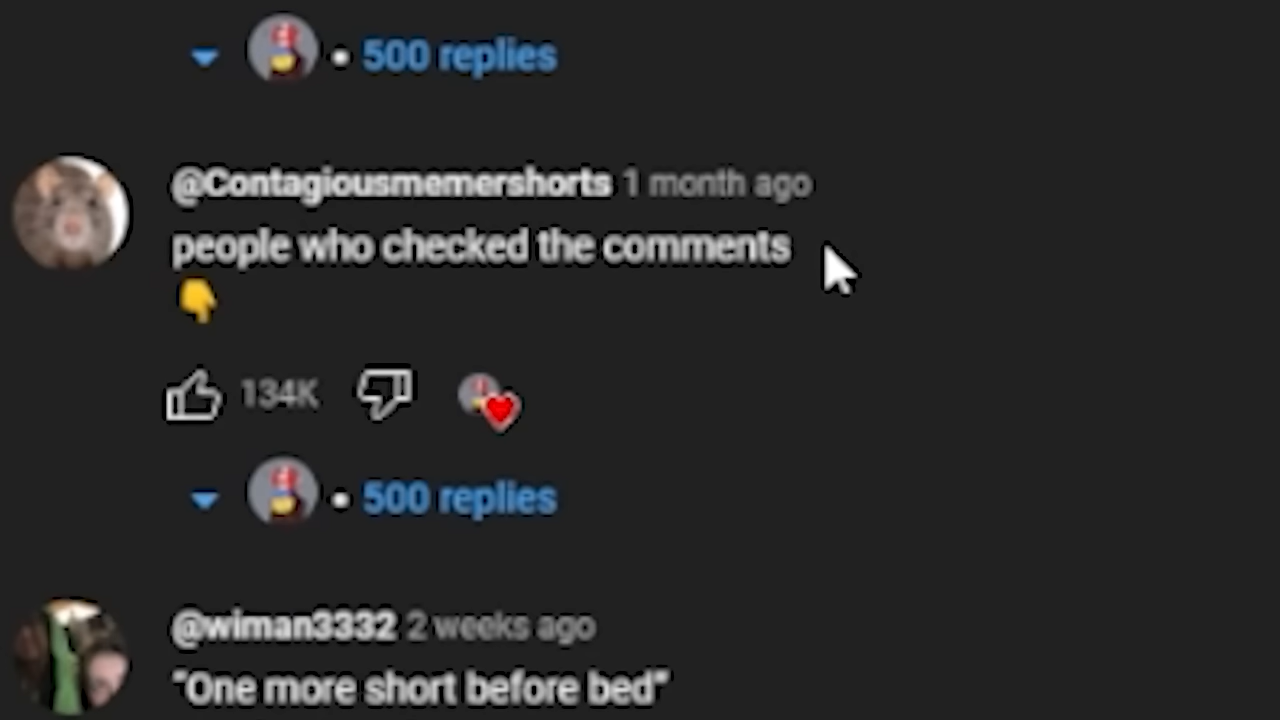 500 replies
@Contagiousmemershorts 1 month ago
people who checked the comments
👇
134K
500 replies
@wiman3332 2 weeks ago
"One more short before bed"